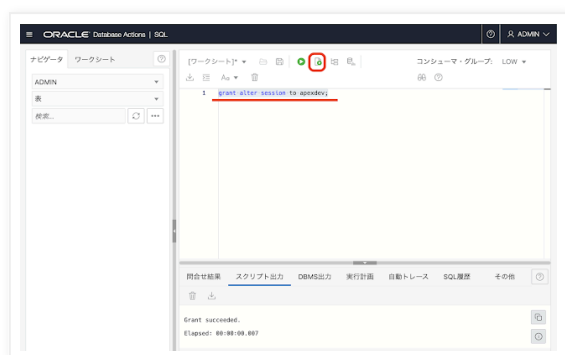 ORACLE Database Actions | SQL
ADMIN
ナビゲータ ワークシート
[ワークシート]*
コンシューマ・グループ: LOW
Aa
ADMIN
表
検索...
1 grant alter session to apexdev;
問合せ結果 スクリプト出力 DBMS出力 実行計画 自動トレース SQL履歴 その他
Grant succeeded.
Elapsed: 00:00:00.007